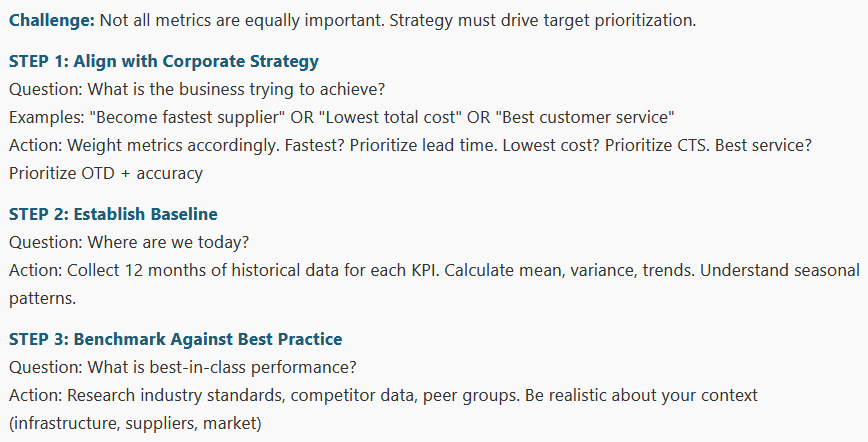 Challenge: Not all metrics are equally important. Strategy must drive target prioritization.
STEP 1: Align with Corporate Strategy
Question: What is the business trying to achieve?
Examples: "Become fastest supplier" OR "Lowest total cost" OR "Best customer service"
Action: Weight metrics accordingly. Fastest? Prioritize lead time. Lowest cost? Prioritize CTS. Best service?
Prioritize OTD + accuracy
STEP 2: Establish Baseline
Question: Where are we today?
Action: Collect 12 months of historical data for each KPI. Calculate mean, variance, trends. Understand seasonal
patterns.
STEP 3: Benchmark Against Best Practice
Question: What is best-in-class performance?
Action: Research industry standards, competitor data, peer groups. Be realistic about your context
(infrastructure, suppliers, market)